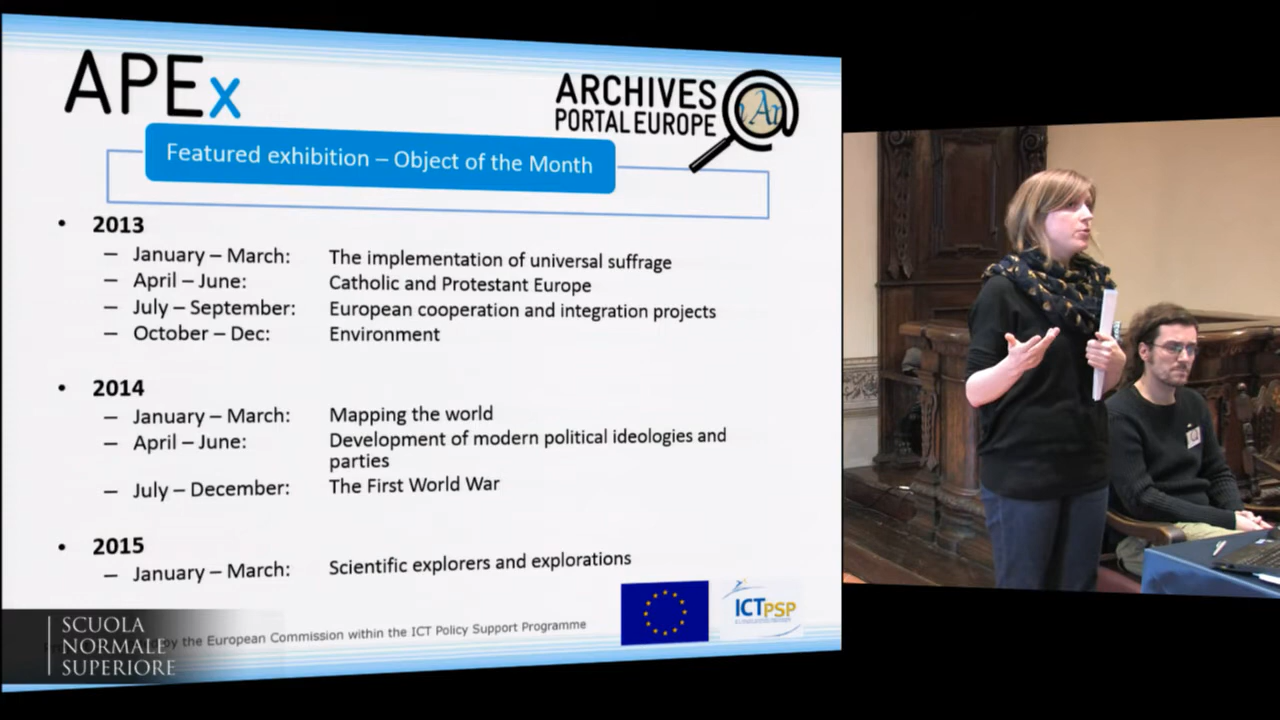 APEx
ARCHIVES
PORTAL EUROPE
Featured exhibition – Object of the Month
• 2013
– January – March: The implementation of universal suffrage
– April – June: Catholic and Protestant Europe
– July – September: European cooperation and integration projects
– October – Dec: Environment
• 2014
– January – March: Mapping the world
– April – June: Development of modern political ideologies and
parties
– July – December: The First World War
• 2015
– January – March: Scientific explorers and explorations
ICT PSP
by the European Commission within the ICT Policy Support Programme
SCUOLA
NORMALE
SUPERIORE